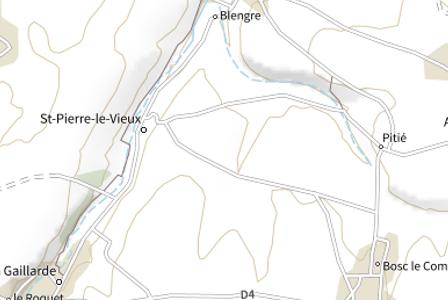 Blengre
St-Pierre-le-Vieux
Pitié
Gaillarde
Bosc le Com
le Roquet
D4